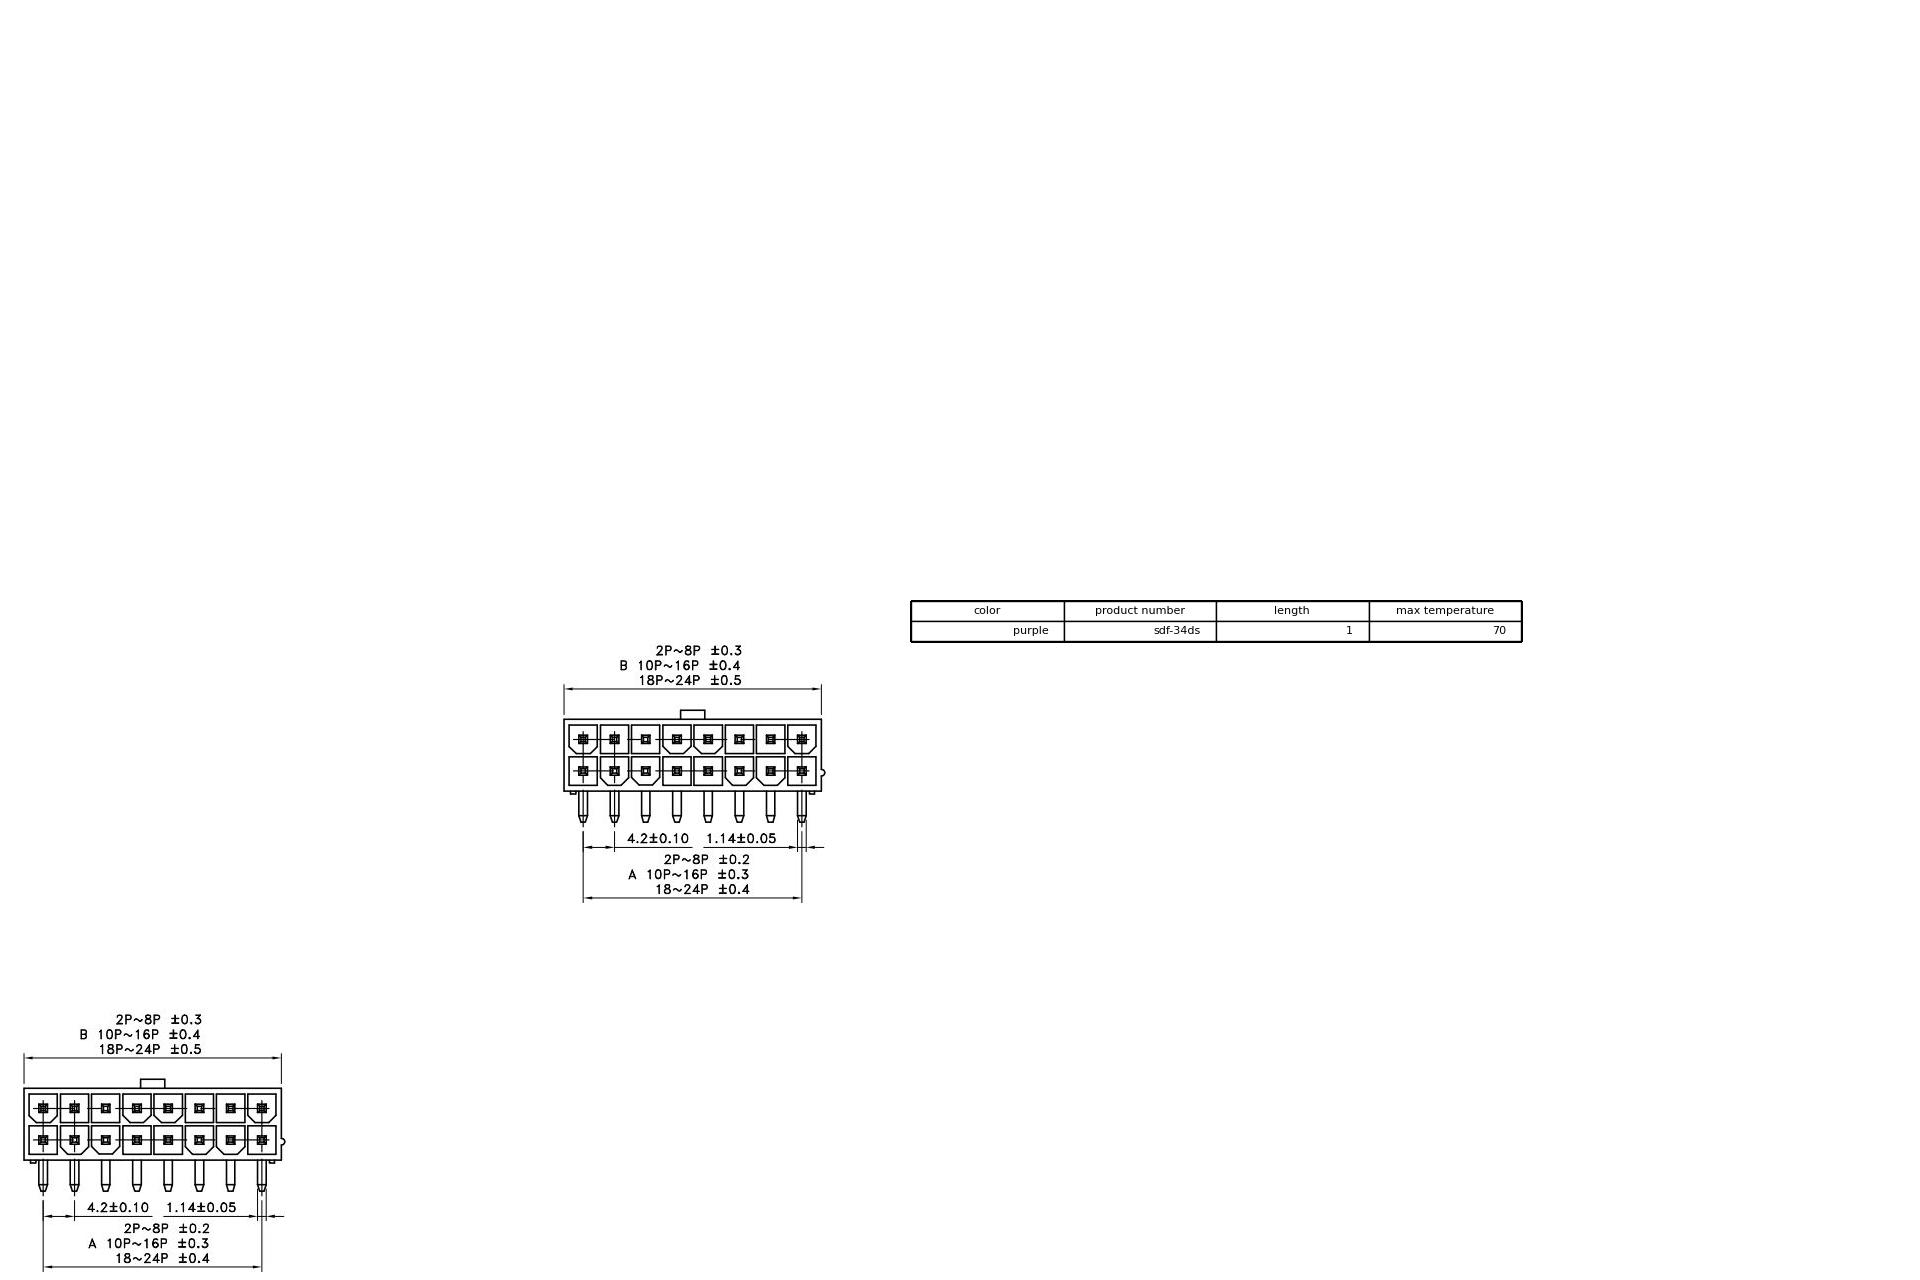 color product number length max temperature
purple sdf-34ds 1 70
2P~8P ±0.3
B 10P~16P ±0.4
18P~24P ±0.5
4.2±0.10 1.14±0.05
2P~8P ±0.2
A 10P~16P ±0.3
18~24P ±0.4
2P~8P ±0.3
B 10P~16P ±0.4
18P~24P ±0.5
4.2±0.10 1.14±0.05
2P~8P ±0.2
A 10P~16P ±0.3
18~24P ±0.4